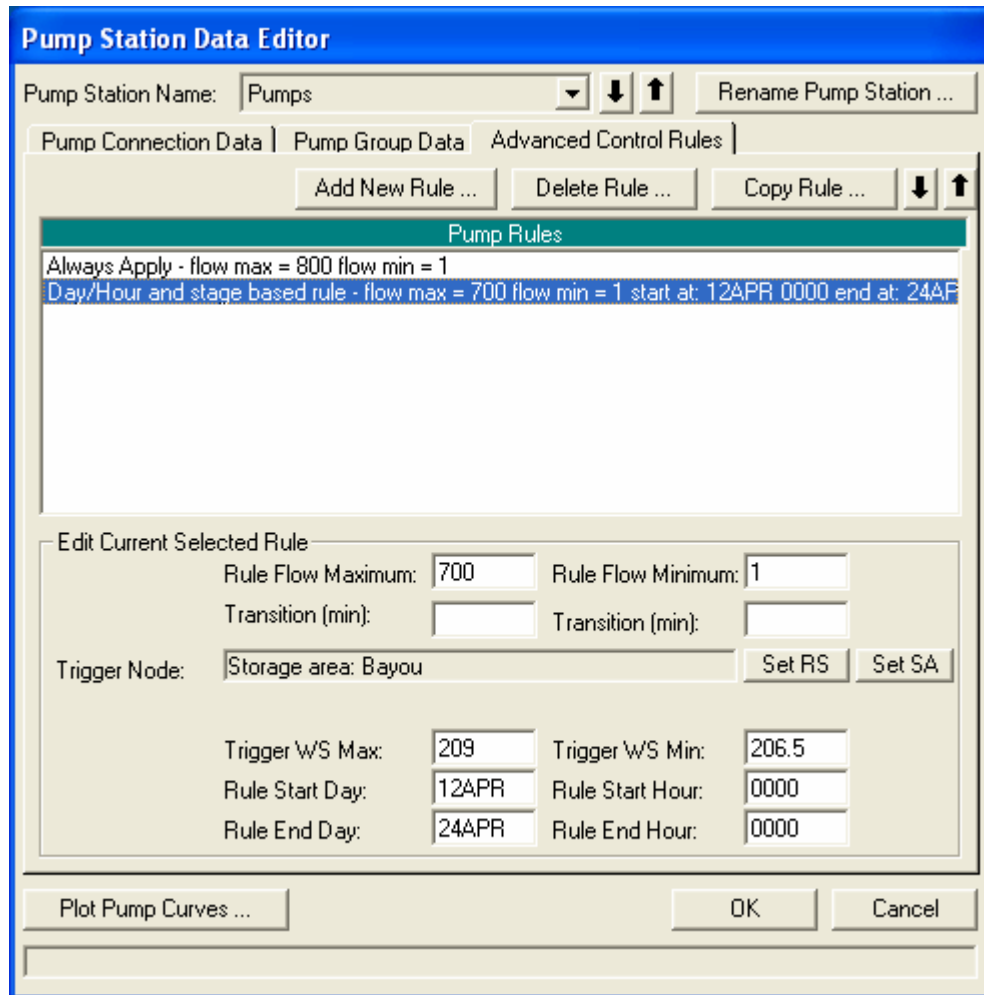 Pump Station Data Editor
Pump Station Name: Pumps Rename Pump Station ...
Pump Connection Data Pump Group Data Advanced Control Rules
Add New Rule ... Delete Rule ... Copy Rule ...
Pump Rules
Always Apply - flow max = 800 flow min = 1
Day/Hour and stage based rule - flow max = 700 flow min = 1 start at: 12APR 0000 end at: 24AP
Edit Current Selected Rule
Rule Flow Maximum: 700 Rule Flow Minimum: 1
Transition (min): Transition (min):
Trigger Node: Storage area: Bayou Set RS Set SA
Trigger WS Max: 209 Trigger WS Min: 206.5
Rule Start Day: 12APR Rule Start Hour: 0000
Rule End Day: 24APR Rule End Hour: 0000
Plot Pump Curves ... OK Cancel